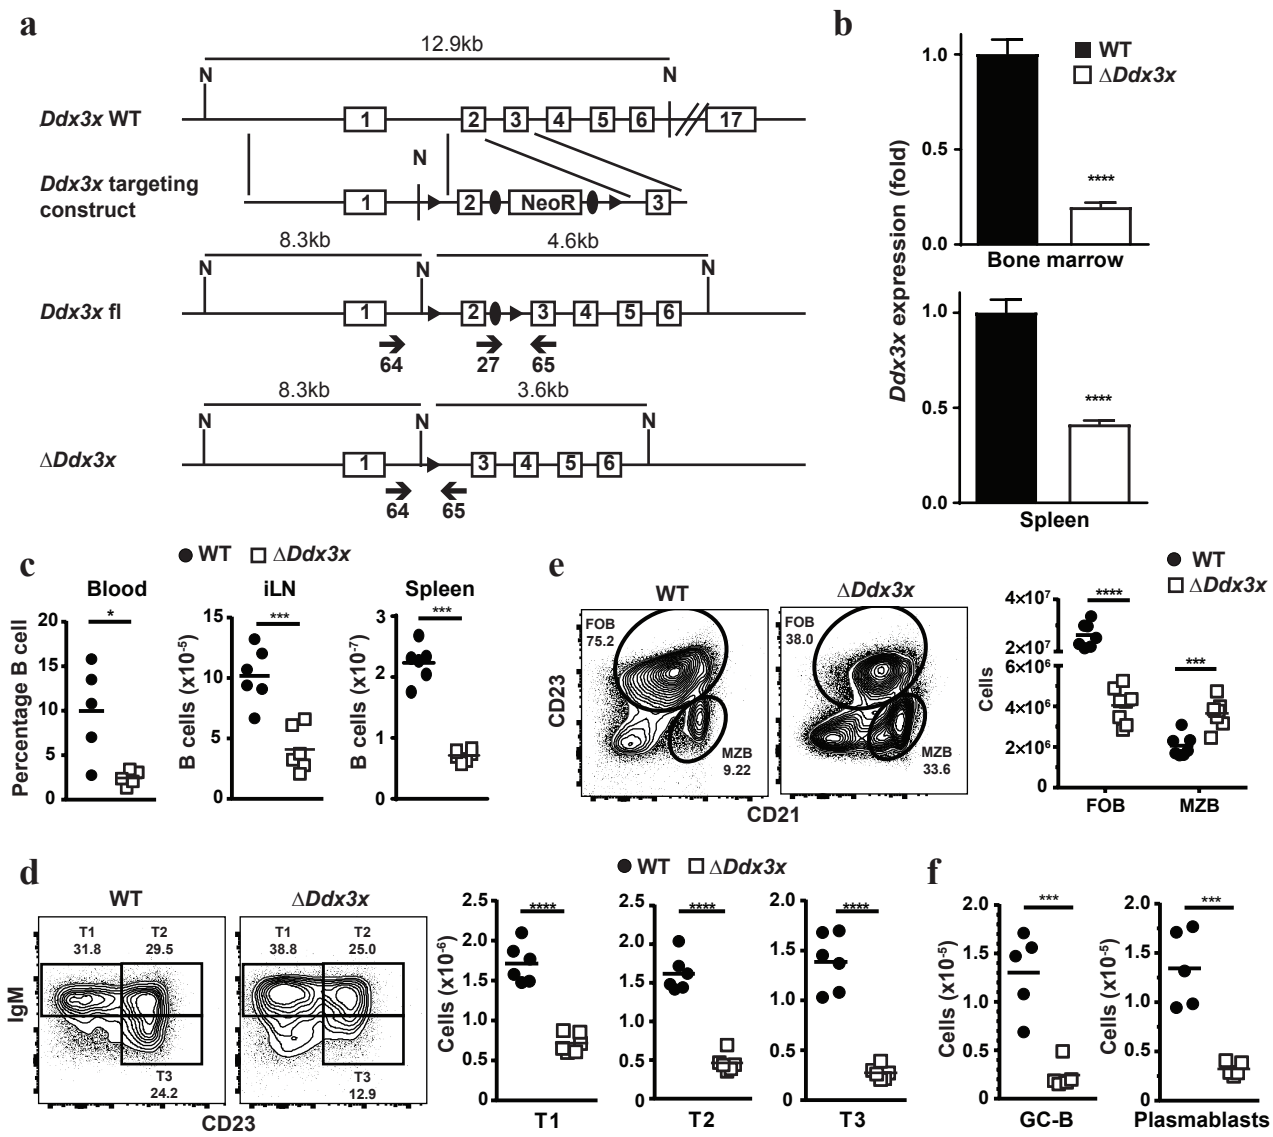 a
12.9kb
N N
Ddx3x WT
1 2 3 4 5 6 17
N
Ddx3x targeting
construct
1 2 NeoR 3
8.3kb 4.6kb
N N N
Ddx3x fl
1 2 3 4 5 6
64 27 65
8.3kb 3.6kb
N N N
ΔDdx3x
1 3 4 5 6
64 65
b
WT
ΔDdx3x
Ddx3x expression (fold)
1.0
0.5
0.0
****
Bone marrow
1.0
0.5
0.0
****
Spleen
c
WT ΔDdx3x
Blood iLN Spleen
Percentage B cell
20
15
10
5
0
*
B cells (x10⁻⁵)
15
10
5
0
***
B cells (x10⁻⁷)
3
2
1
0
***
d
WT ΔDdx3x
IgM
T1 T2
31.8 29.5
T3
24.2
T1 T2
38.8 25.0
T3
12.9
CD23
WT ΔDdx3x
Cells (x10⁻⁶)
2.5
2.0
1.5
1.0
0.5
0
****
T1
2.5
2.0
1.5
1.0
0.5
0
****
T2
2.0
1.5
1.0
0.5
0
****
T3
e
WT ΔDdx3x
CD23
FOB
75.2
MZB
9.22
FOB
38.0
MZB
33.6
CD21
WT
ΔDdx3x
Cells
4×10⁷
2×10⁷
6×10⁶
4×10⁶
2×10⁶
0
****
***
FOB MZB
f
Cells (x10⁻⁵)
2.0
1.5
1.0
0.5
0
***
GC-B
Cells (x10⁻⁵)
2.0
1.5
1.0
0.5
0
***
Plasmablasts